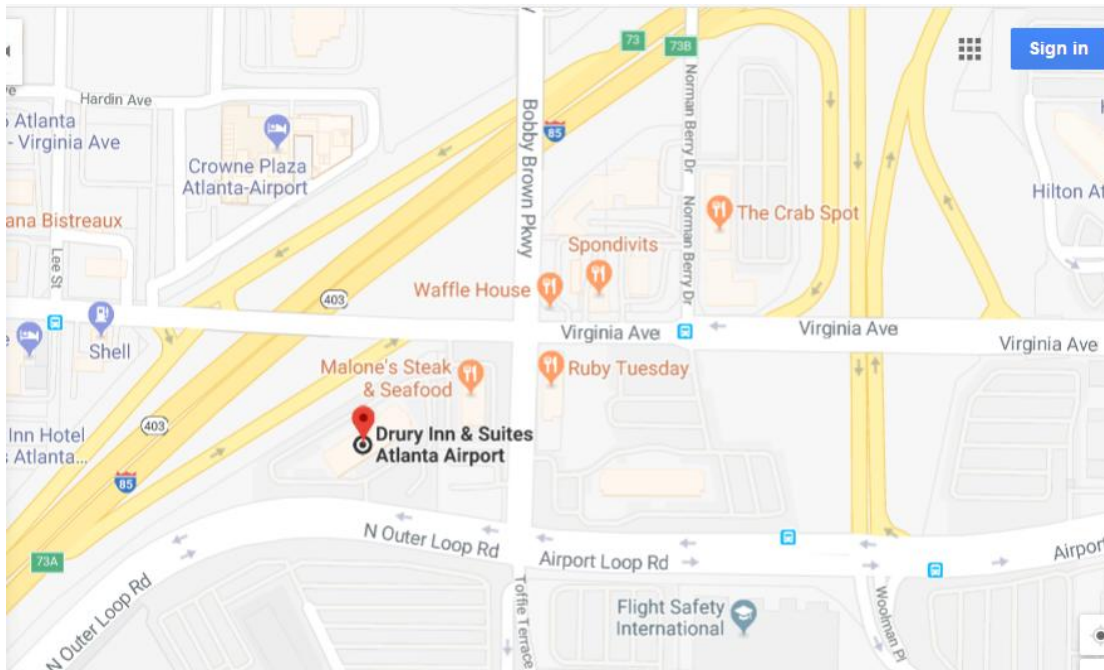 73
73B
Sign in
Hardin Ave
Atlanta
- Virginia Ave
Crowne Plaza
Atlanta-Airport
Bobby Brown Pkwy
85
Norman Berry Dr
Hilton
The Crab Spot
Norman Berry Dr
ana Bistreaux
Lee St
Spondivits
Waffle House
403
Virginia Ave
Virginia Ave
Virginia Ave
Shell
Malone's Steak
& Seafood
Ruby Tuesday
403
Drury Inn & Suites
Atlanta Airport
Inn Hotel
Atlanta...
85
N Outer Loop Rd
Airport Loop Rd
Airport
73A
Toffie Terrace
N Outer Loop Rd
Flight Safety
International
Woolman Pl